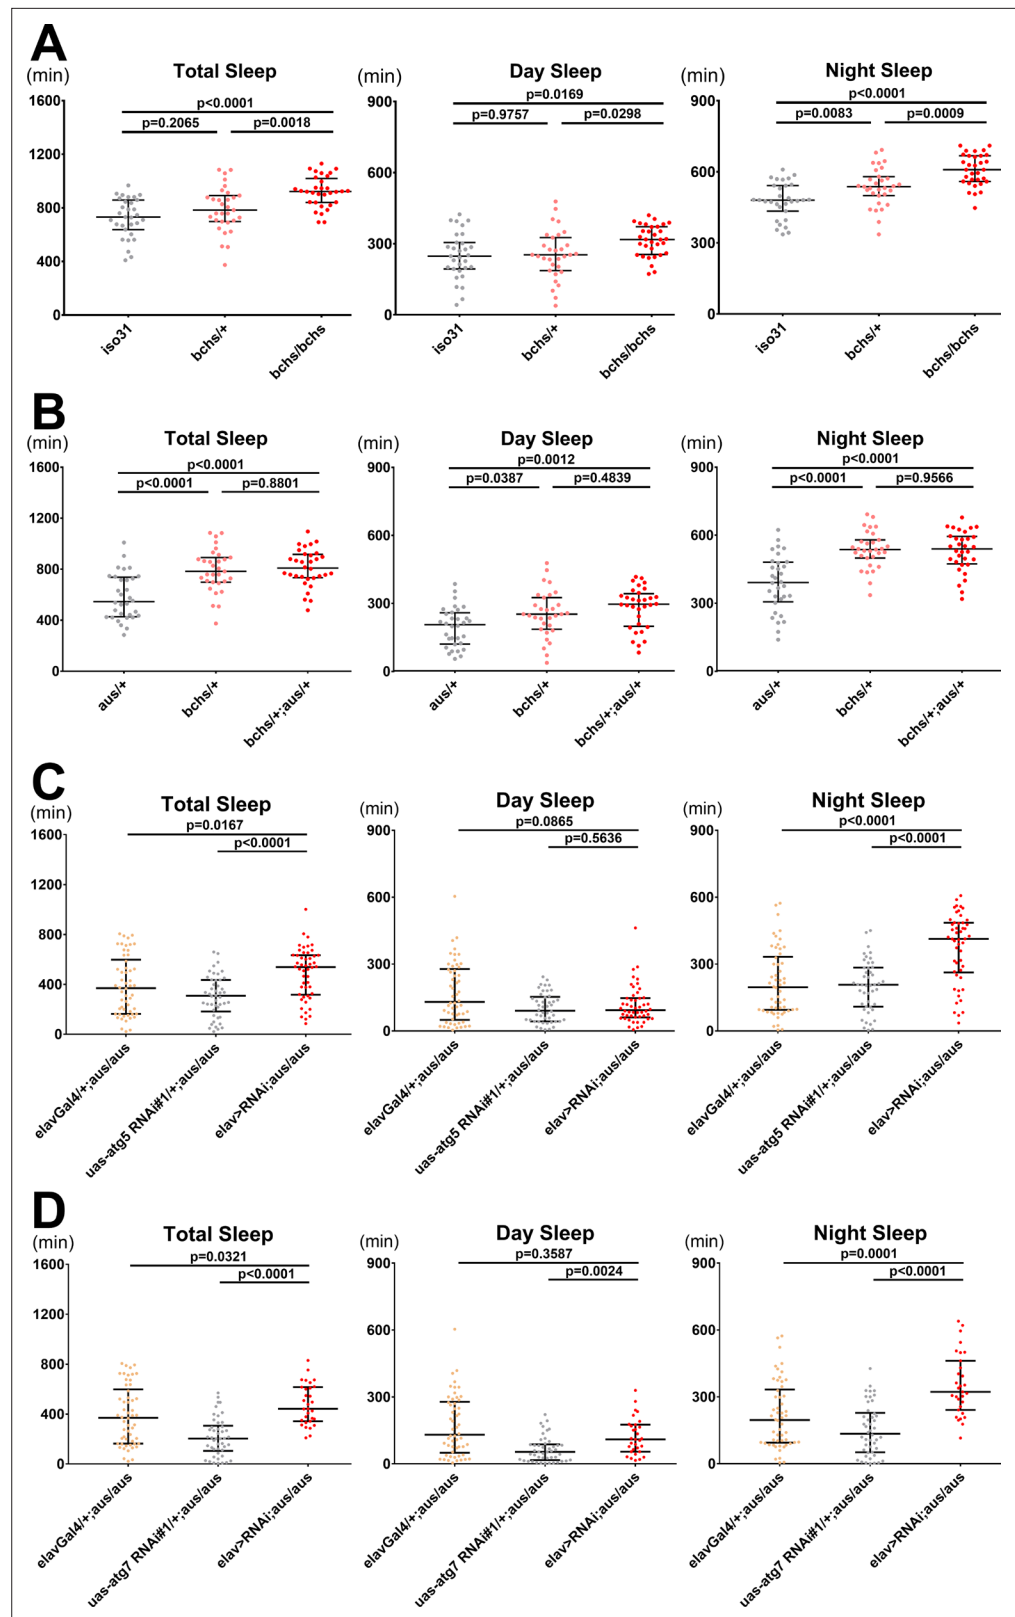 A
Total Sleep
(min)
p<0.0001
p=0.2065 p=0.0018
1600
1200
800
400
0
iso31
bchs/+
bchs/bchs
Day Sleep
(min)
p=0.0169
p=0.9757 p=0.0298
900
600
300
0
iso31
bchs/+
bchs/bchs
Night Sleep
(min)
p<0.0001
p=0.0083 p=0.0009
900
600
300
0
iso31
bchs/+
bchs/bchs
B
Total Sleep
(min)
p<0.0001
p<0.0001 p=0.8801
1600
1200
800
400
0
aus/+
bchs/+
bchs/+;aus/+
Day Sleep
(min)
p=0.0012
p=0.0387 p=0.4839
900
600
300
0
aus/+
bchs/+
bchs/+;aus/+
Night Sleep
(min)
p<0.0001
p<0.0001 p=0.9566
900
600
300
0
aus/+
bchs/+
bchs/+;aus/+
C
Total Sleep
(min)
p=0.0167
p<0.0001
1600
1200
800
400
0
elavGal4/+;aus/aus
uas-atg5 RNAi#1/+;aus/aus
elav>RNAi;aus/aus
Day Sleep
(min)
p=0.0865
p=0.5636
900
600
300
0
elavGal4/+;aus/aus
uas-atg5 RNAi#1/+;aus/aus
elav>RNAi;aus/aus
Night Sleep
(min)
p<0.0001
p<0.0001
900
600
300
0
elavGal4/+;aus/aus
uas-atg5 RNAi#1/+;aus/aus
elav>RNAi;aus/aus
D
Total Sleep
(min)
p=0.0321
p<0.0001
1600
1200
800
400
0
elavGal4/+;aus/aus
uas-atg7 RNAi#1/+;aus/aus
elav>RNAi;aus/aus
Day Sleep
(min)
p=0.3587
p=0.0024
900
600
300
0
elavGal4/+;aus/aus
uas-atg7 RNAi#1/+;aus/aus
elav>RNAi;aus/aus
Night Sleep
(min)
p=0.0001
p<0.0001
900
600
300
0
elavGal4/+;aus/aus
uas-atg7 RNAi#1/+;aus/aus
elav>RNAi;aus/aus